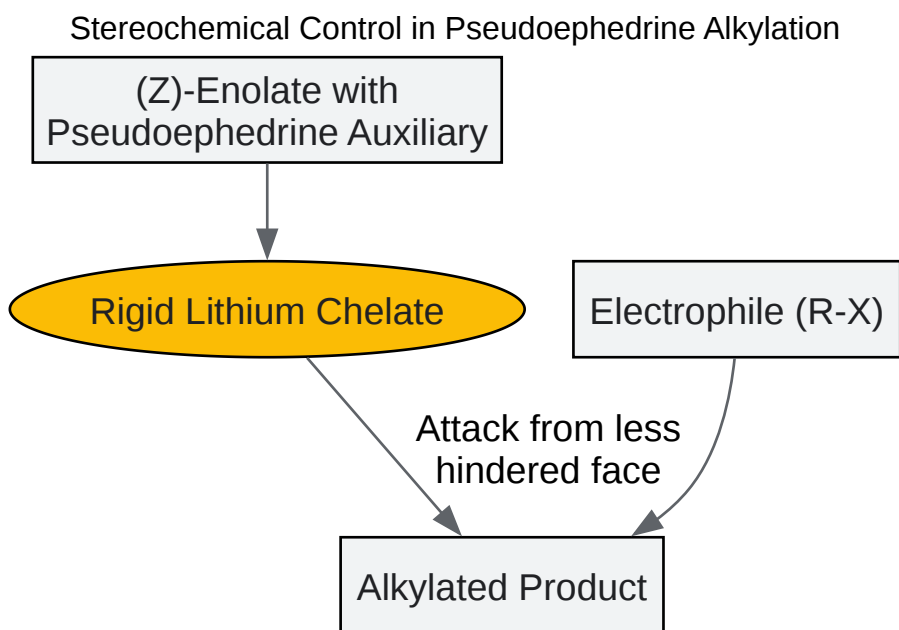 Stereochemical Control in Pseudoephedrine Alkylation
(Z)-Enolate with
Pseudoephedrine Auxiliary
Rigid Lithium Chelate
Electrophile (R-X)
Attack from less
hindered face
Alkylated Product